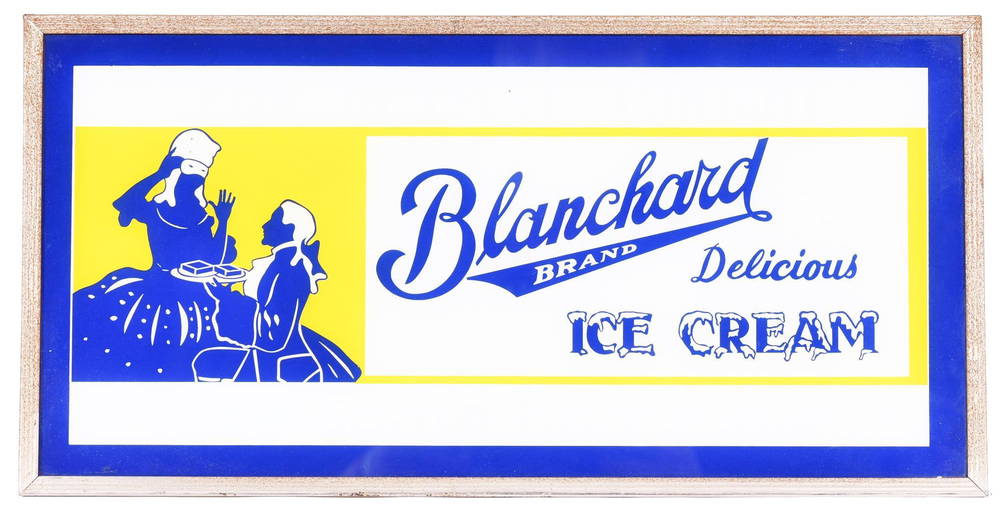 Blanchard
BRAND
Delicious
ICE CREAM